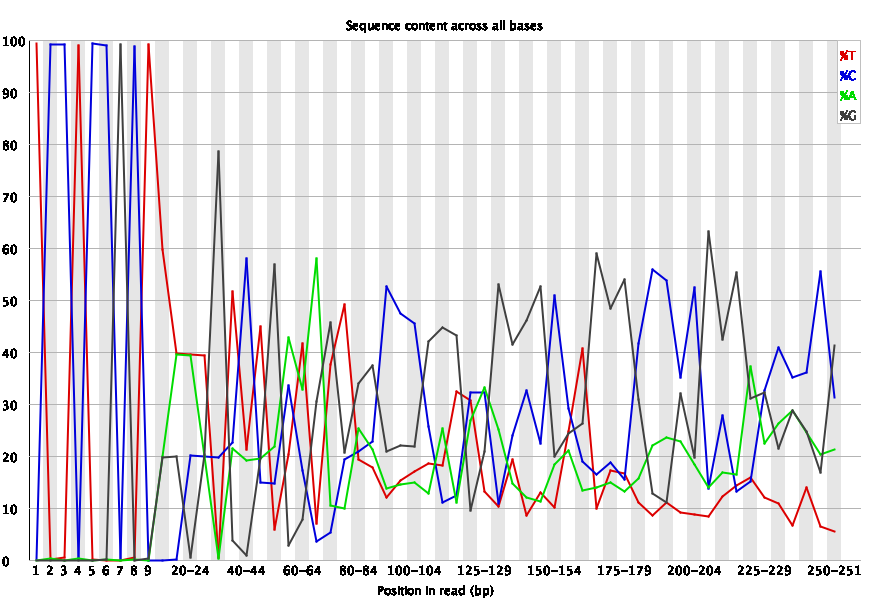 Sequence content across all bases
100
90
80
70
60
50
40
30
20
10
0
%T
%C
%A
%G
1 2 3 4 5 6 7 8 9 20-24 40-44 60-64 80-84 100-104 125-129 150-154 175-179 200-204 225-229 250-251
Position in read (bp)